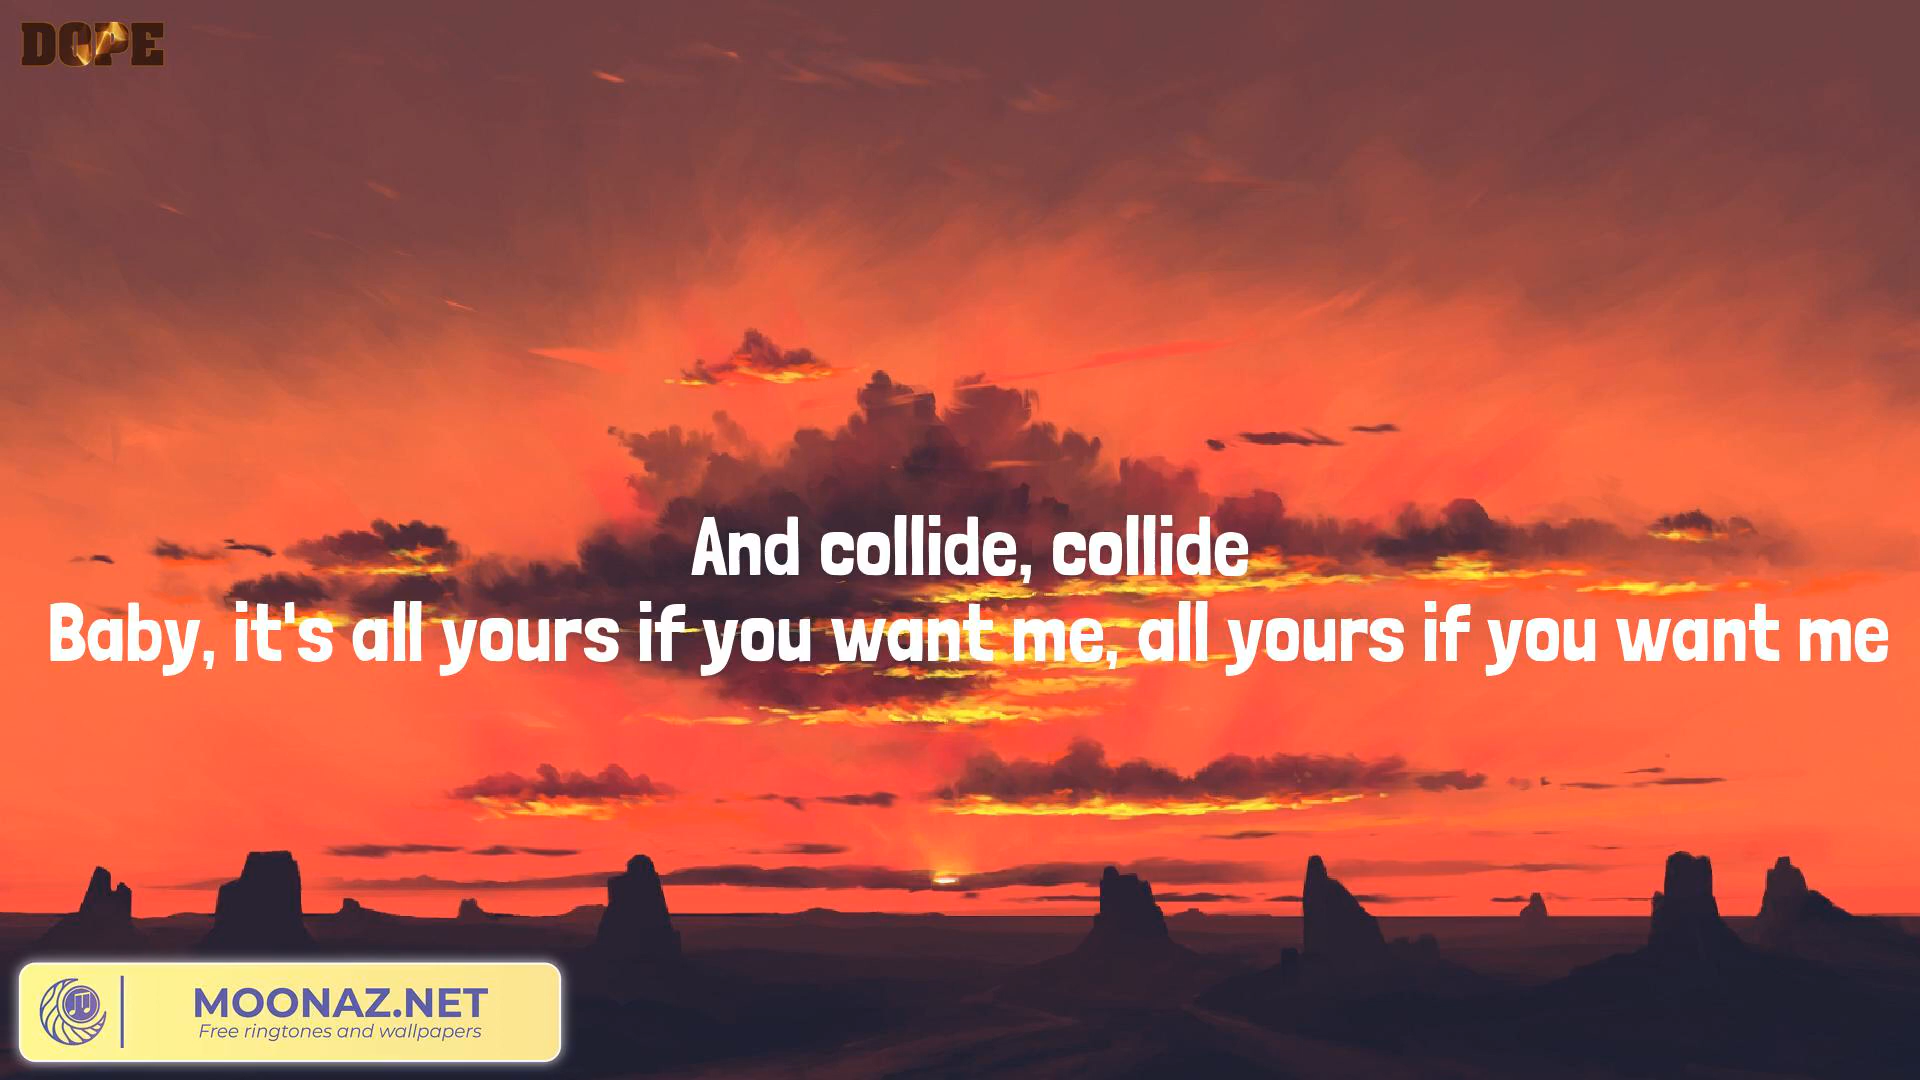 DOPE
And collide, collide
Baby, it's all yours if you want me, all yours if you want me
MOONAZ.NET
Free ringtones and wallpapers